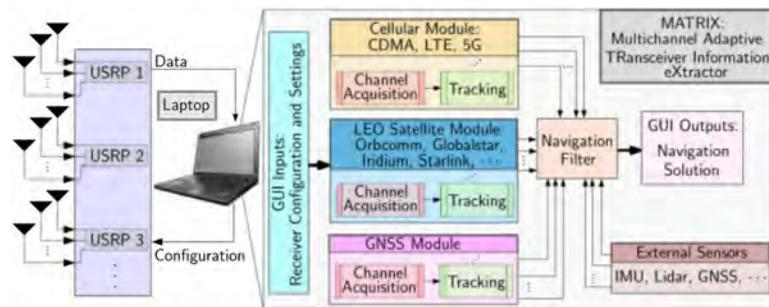 USRP 1
USRP 2
USRP 3
Data
Laptop
Configuration
GUI Inputs:
Receiver Configuration and Settings
Cellular Module:
CDMA, LTE, 5G
Channel
Acquisition
Tracking
LEO Satellite Module
Orbcomm, Globalstar,
Iridium, Starlink, ...
Channel
Acquisition
Tracking
GNSS Module
Channel
Acquisition
Tracking
Navigation
Filter
MATRIX:
Multichannel Adaptive
TRansceiver Information
eXtractor
GUI Outputs:
Navigation
Solution
External Sensors
IMU, Lidar, GNSS, ...